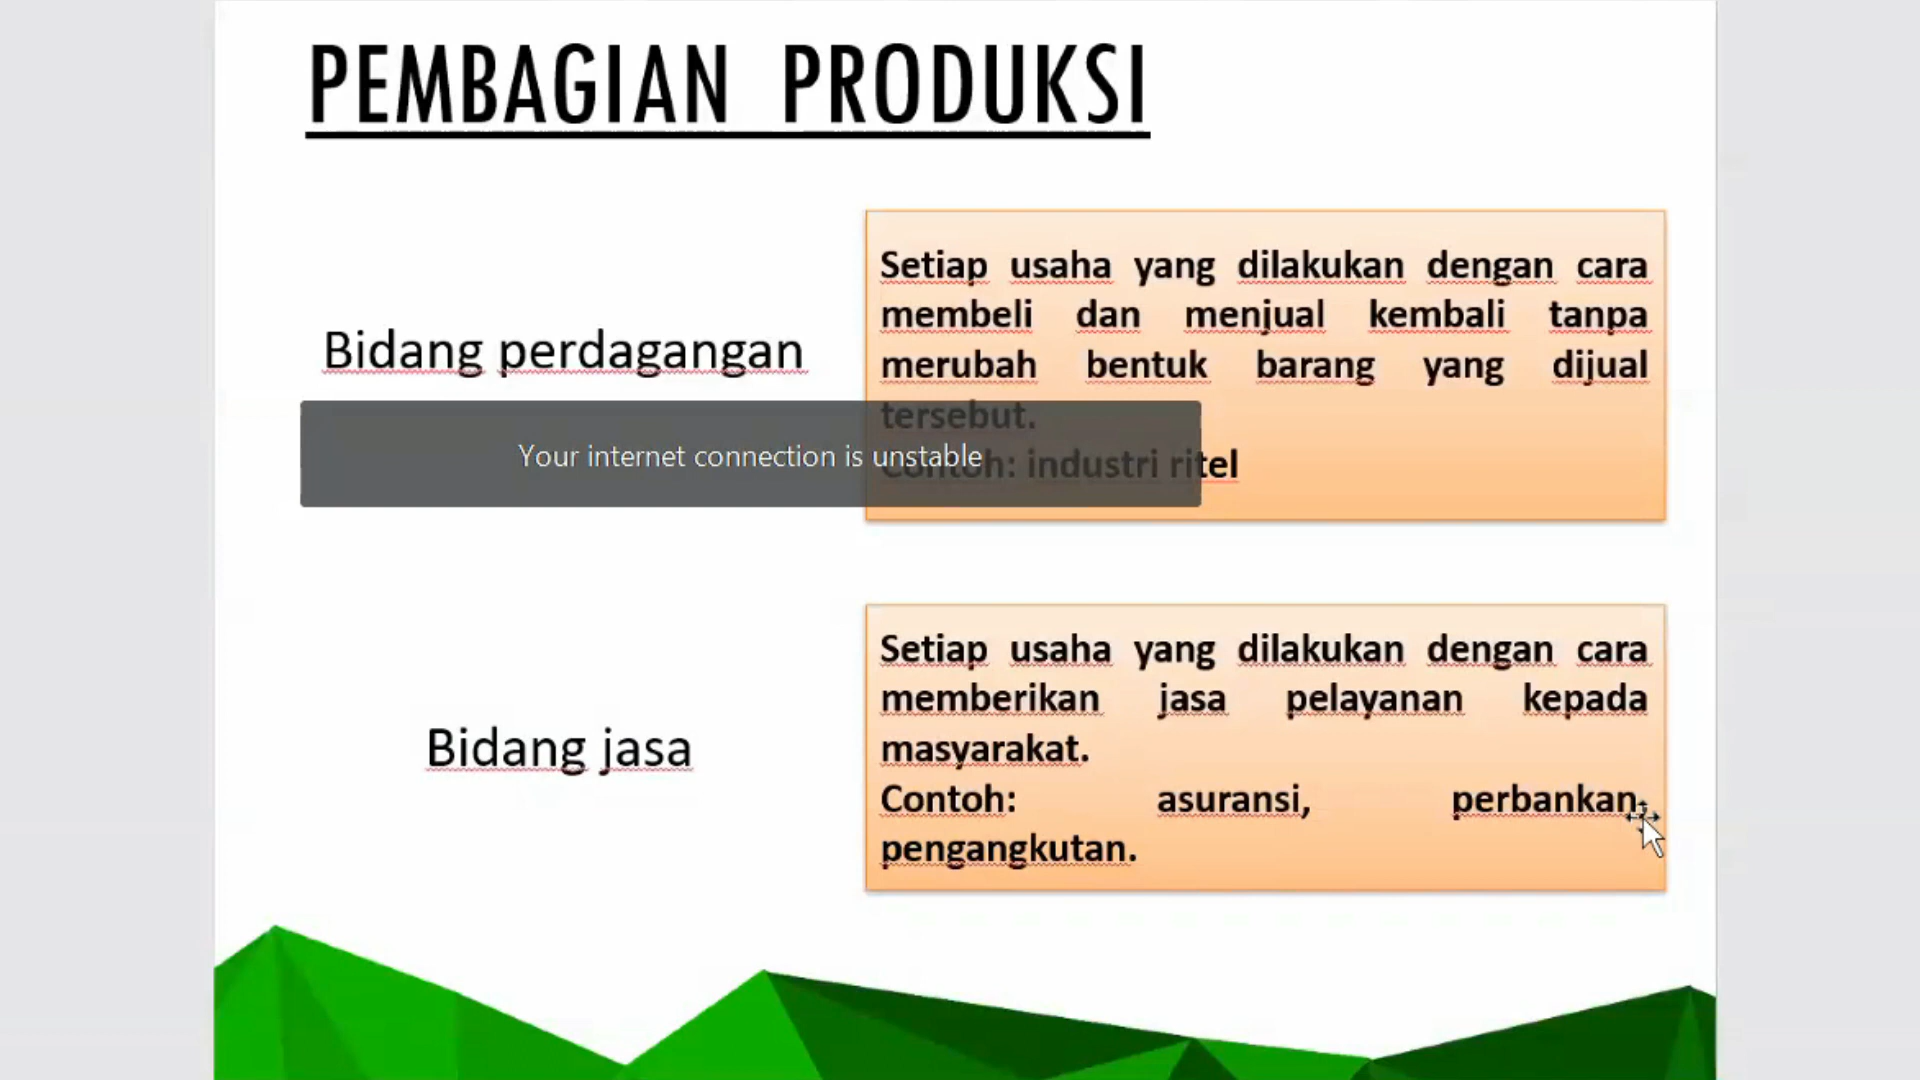 PEMBAGIAN PRODUKSI
Bidang perdagangan
Setiap usaha yang dilakukan dengan cara
membeli dan menjual kembali tanpa
merubah bentuk barang yang dijual
tersebut.
Contoh: industri ritel
Your internet connection is unstable
Bidang jasa
Setiap usaha yang dilakukan dengan cara
memberikan jasa pelayanan kepada
masyarakat.
Contoh: asuransi, perbankan,
pengangkutan.